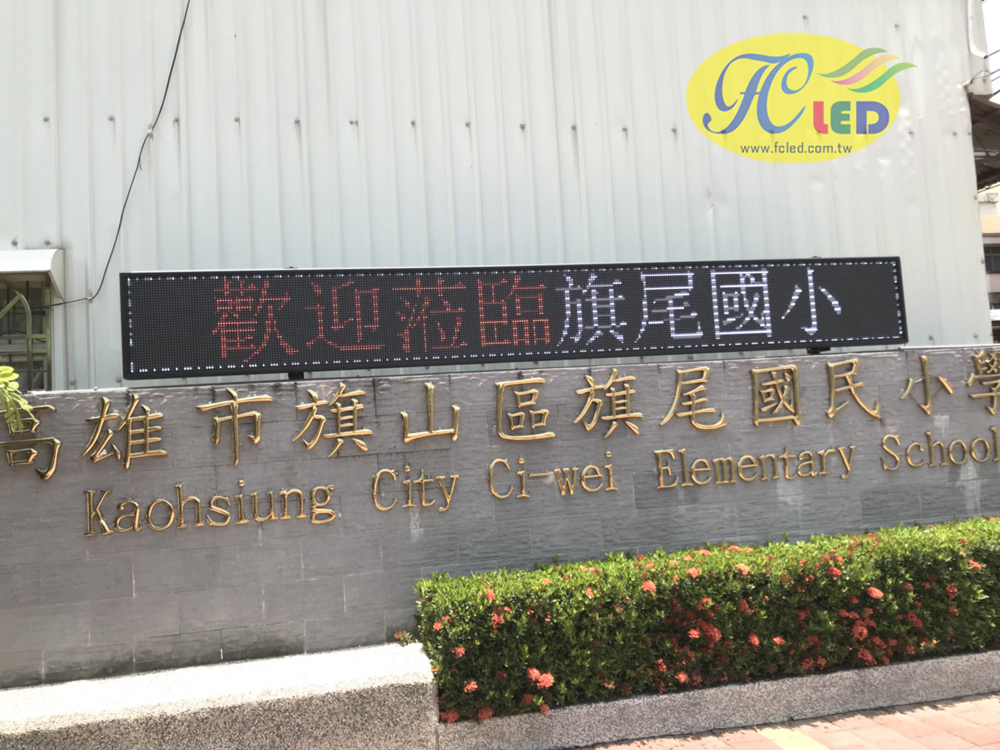 FC LED
www.fcled.com.tw
歡迎蒞臨旗尾國小
高雄市旗山區旗尾國民小學
Kaohsiung City Ci-wei Elementary School